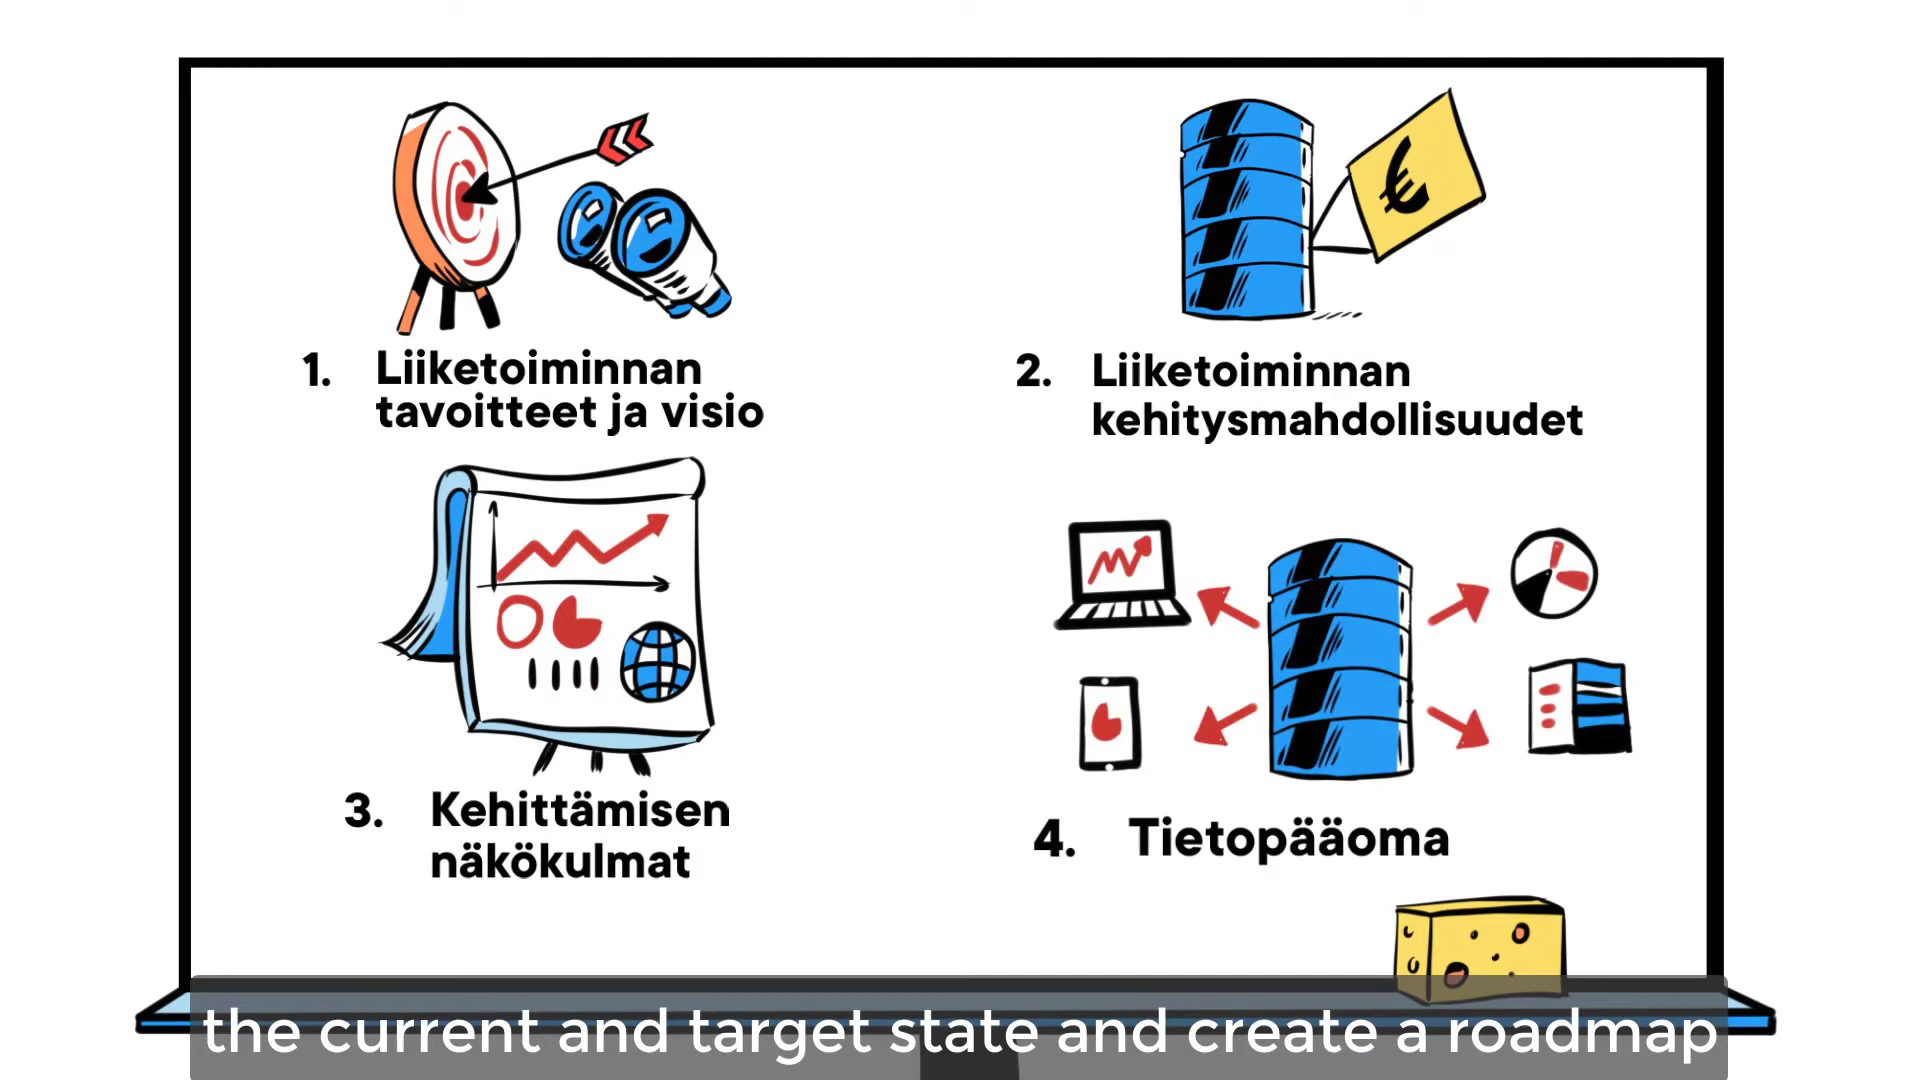 €
1. Liiketoiminnan
tavoitteet ja visio
2. Liiketoiminnan
kehitysmahdollisuudet
3. Kehittämisen
näkökulmat
4. Tietopääoma
the current and target state and create a roadmap